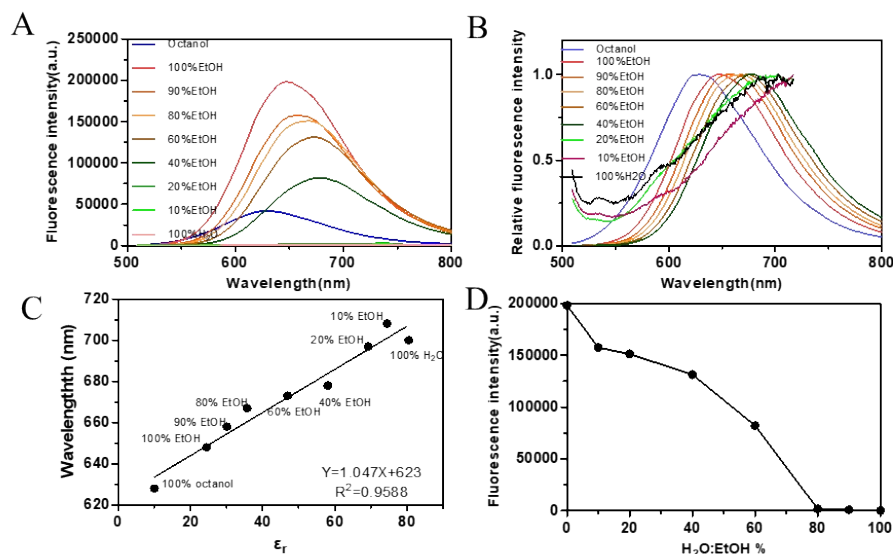 A
Fluorescence intensity(a.u.)
250000
200000
150000
100000
50000
0
500
600
700
800
Wavelength(nm)
Octanol
100%EtOH
90%EtOH
80%EtOH
60%EtOH
40%EtOH
20%EtOH
10%EtOH
100%H2O
B
Relative fluorescence intensity
1.0
0.5
0.0
500
600
700
800
Wavelength(nm)
Octanol
100%EtOH
90%EtOH
80%EtOH
60%EtOH
40%EtOH
20%EtOH
10%EtOH
100%H2O
C
Wavelengthth (nm)
720
700
680
660
640
620
0
20
40
60
80
100
εr
10% EtOH
20% EtOH
100% H2O
80% EtOH
60% EtOH
40% EtOH
90% EtOH
100% EtOH
100% octanol
Y=1.047X+623
R²=0.9588
D
Fluorescence intensity(a.u.)
200000
150000
100000
50000
0
0
20
40
60
80
100
H2O:EtOH %